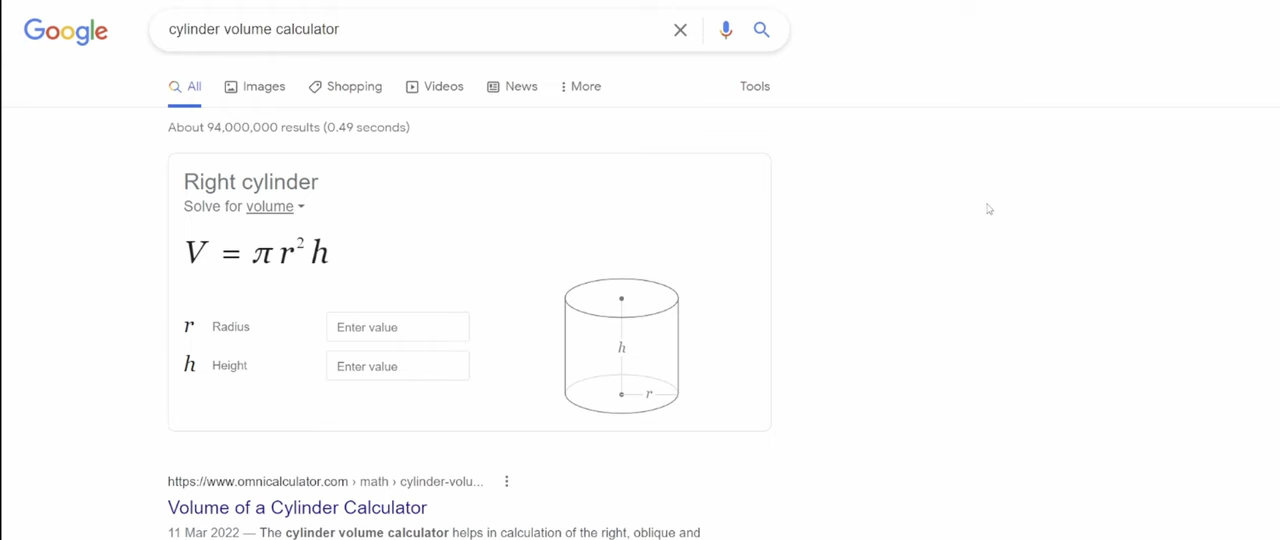 Google
cylinder volume calculator
All Images Shopping Videos News More Tools
About 94,000,000 results (0.49 seconds)
Right cylinder
Solve for volume
V = π r² h
r Radius Enter value
h Height Enter value
h
r
https://www.omnicalculator.com › math › cylinder-volu...
Volume of a Cylinder Calculator
11 Mar 2022 — The cylinder volume calculator helps in calculation of the right, oblique and